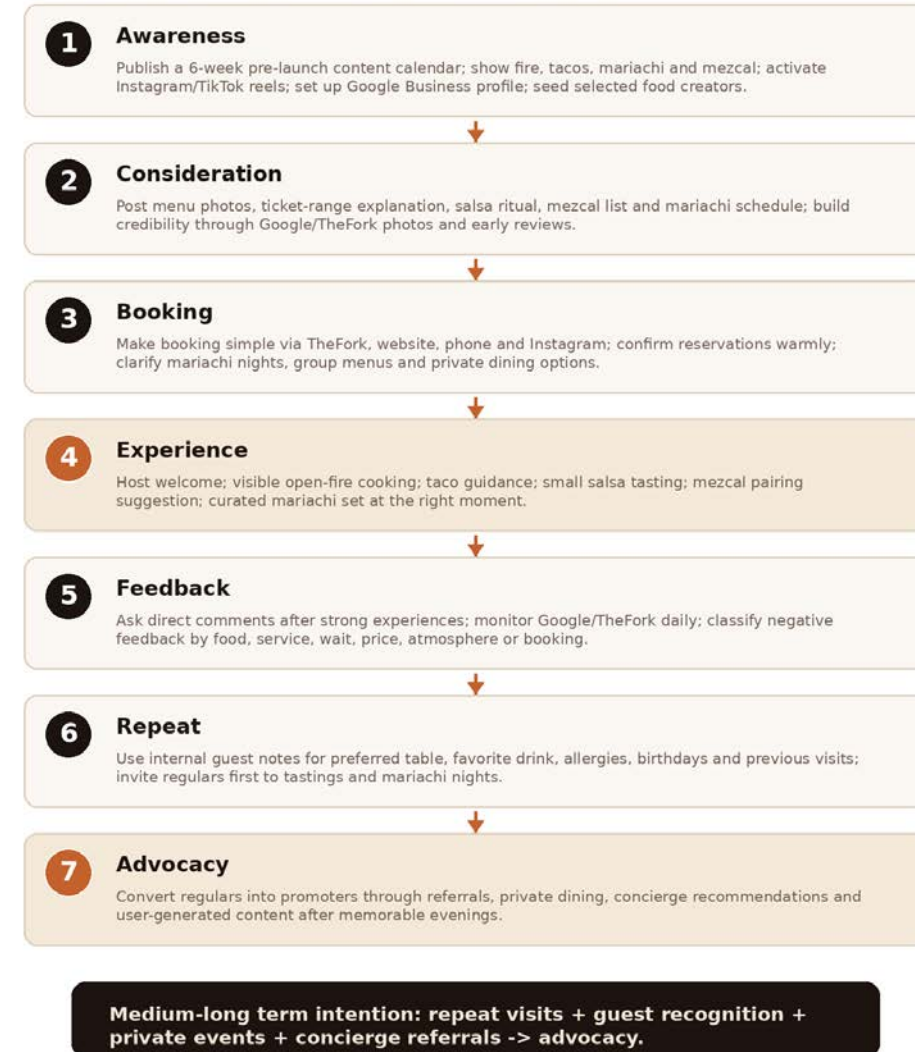 1
Awareness
Publish a 6-week pre-launch content calendar; show fire, tacos, mariachi and mezcal; activate
Instagram/TikTok reels; set up Google Business profile; seed selected food creators.
2
Consideration
Post menu photos, ticket-range explanation, salsa ritual, mezcal list and mariachi schedule; build
credibility through Google/TheFork photos and early reviews.
3
Booking
Make booking simple via TheFork, website, phone and Instagram; confirm reservations warmly;
clarify mariachi nights, group menus and private dining options.
4
Experience
Host welcome; visible open-fire cooking; taco guidance; small salsa tasting; mezcal pairing
suggestion; curated mariachi set at the right moment.
5
Feedback
Ask direct comments after strong experiences; monitor Google/TheFork daily; classify negative
feedback by food, service, wait, price, atmosphere or booking.
6
Repeat
Use internal guest notes for preferred table, favorite drink, allergies, birthdays and previous visits;
invite regulars first to tastings and mariachi nights.
7
Advocacy
Convert regulars into promoters through referrals, private dining, concierge recommendations and
user-generated content after memorable evenings.
Medium-long term intention: repeat visits + guest recognition +
private events + concierge referrals -> advocacy.